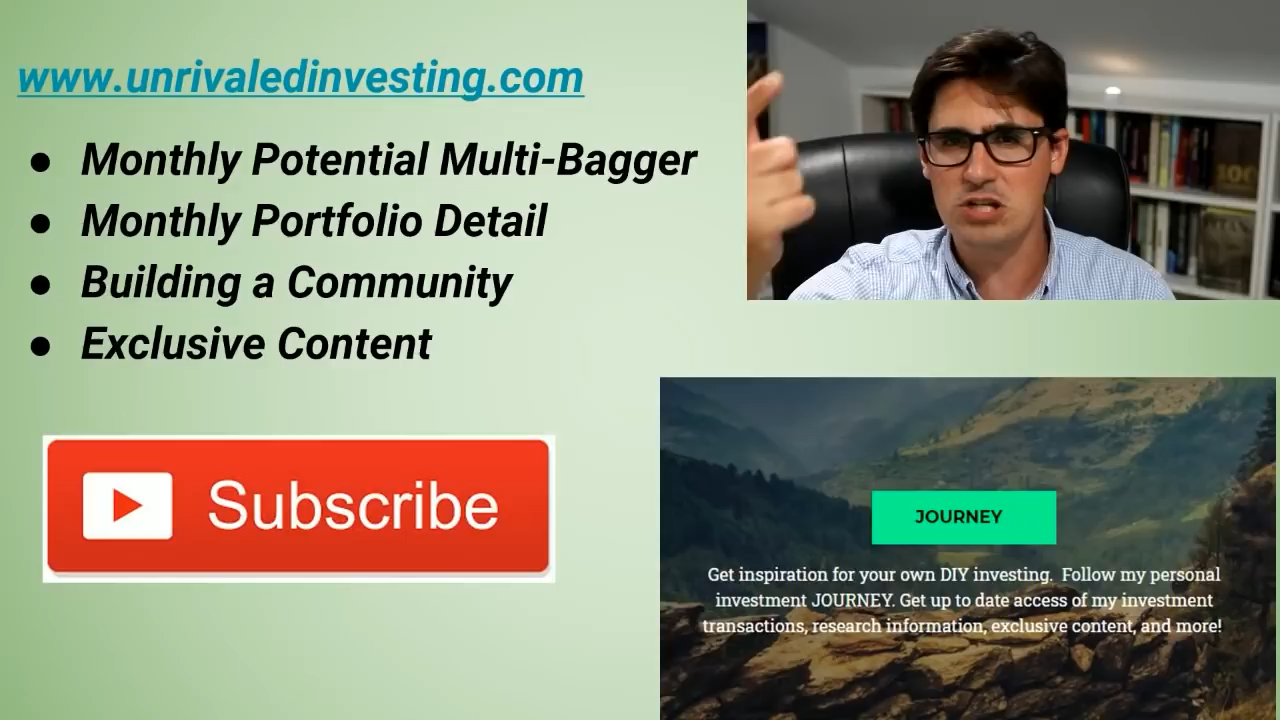 www.unrivaledinvesting.com
● Monthly Potential Multi-Bagger
● Monthly Portfolio Detail
● Building a Community
● Exclusive Content
Subscribe
JOURNEY
Get inspiration for your own DIY investing. Follow my personal
investment JOURNEY. Get up to date access of my investment
transactions, research information, exclusive content, and more!